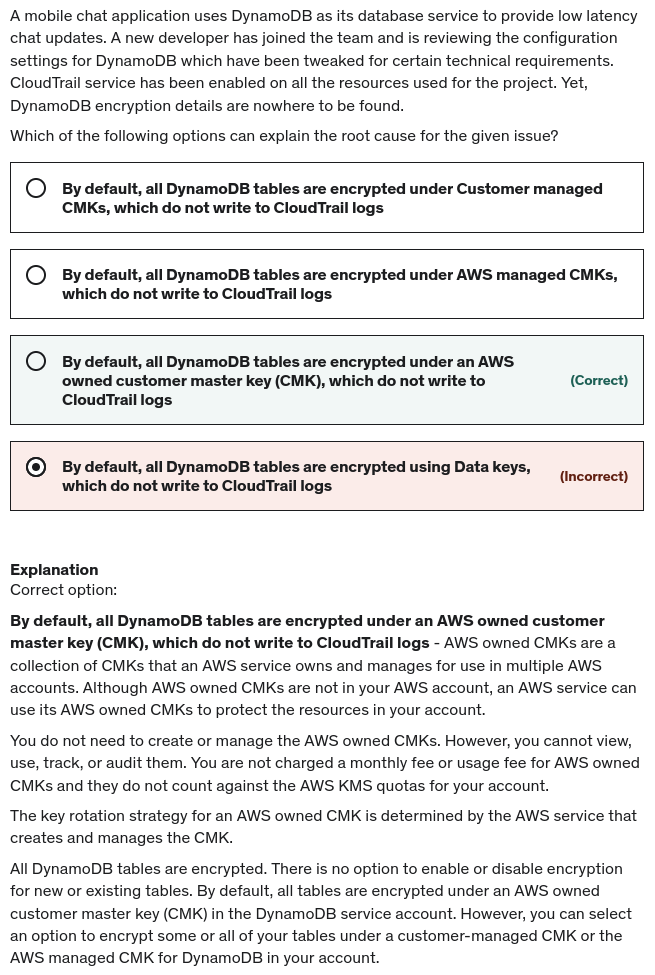 A mobile chat application uses DynamoDB as its database service to provide low latency
chat updates. A new developer has joined the team and is reviewing the configuration
settings for DynamoDB which have been tweaked for certain technical requirements.
CloudTrail service has been enabled on all the resources used for the project. Yet,
DynamoDB encryption details are nowhere to be found.
Which of the following options can explain the root cause for the given issue?
By default, all DynamoDB tables are encrypted under Customer managed
CMKs, which do not write to CloudTrail logs
By default, all DynamoDB tables are encrypted under AWS managed CMKs,
which do not write to CloudTrail logs
By default, all DynamoDB tables are encrypted under an AWS
owned customer master key (CMK), which do not write to
CloudTrail logs
(Correct)
By default, all DynamoDB tables are encrypted using Data keys,
which do not write to CloudTrail logs
(Incorrect)
Explanation
Correct option:
By default, all DynamoDB tables are encrypted under an AWS owned customer
master key (CMK), which do not write to CloudTrail logs - AWS owned CMKs are a
collection of CMKs that an AWS service owns and manages for use in multiple AWS
accounts. Although AWS owned CMKs are not in your AWS account, an AWS service can
use its AWS owned CMKs to protect the resources in your account.
You do not need to create or manage the AWS owned CMKs. However, you cannot view,
use, track, or audit them. You are not charged a monthly fee or usage fee for AWS owned
CMKs and they do not count against the AWS KMS quotas for your account.
The key rotation strategy for an AWS owned CMK is determined by the AWS service that
creates and manages the CMK.
All DynamoDB tables are encrypted. There is no option to enable or disable encryption
for new or existing tables. By default, all tables are encrypted under an AWS owned
customer master key (CMK) in the DynamoDB service account. However, you can select
an option to encrypt some or all of your tables under a customer-managed CMK or the
AWS managed CMK for DynamoDB in your account.